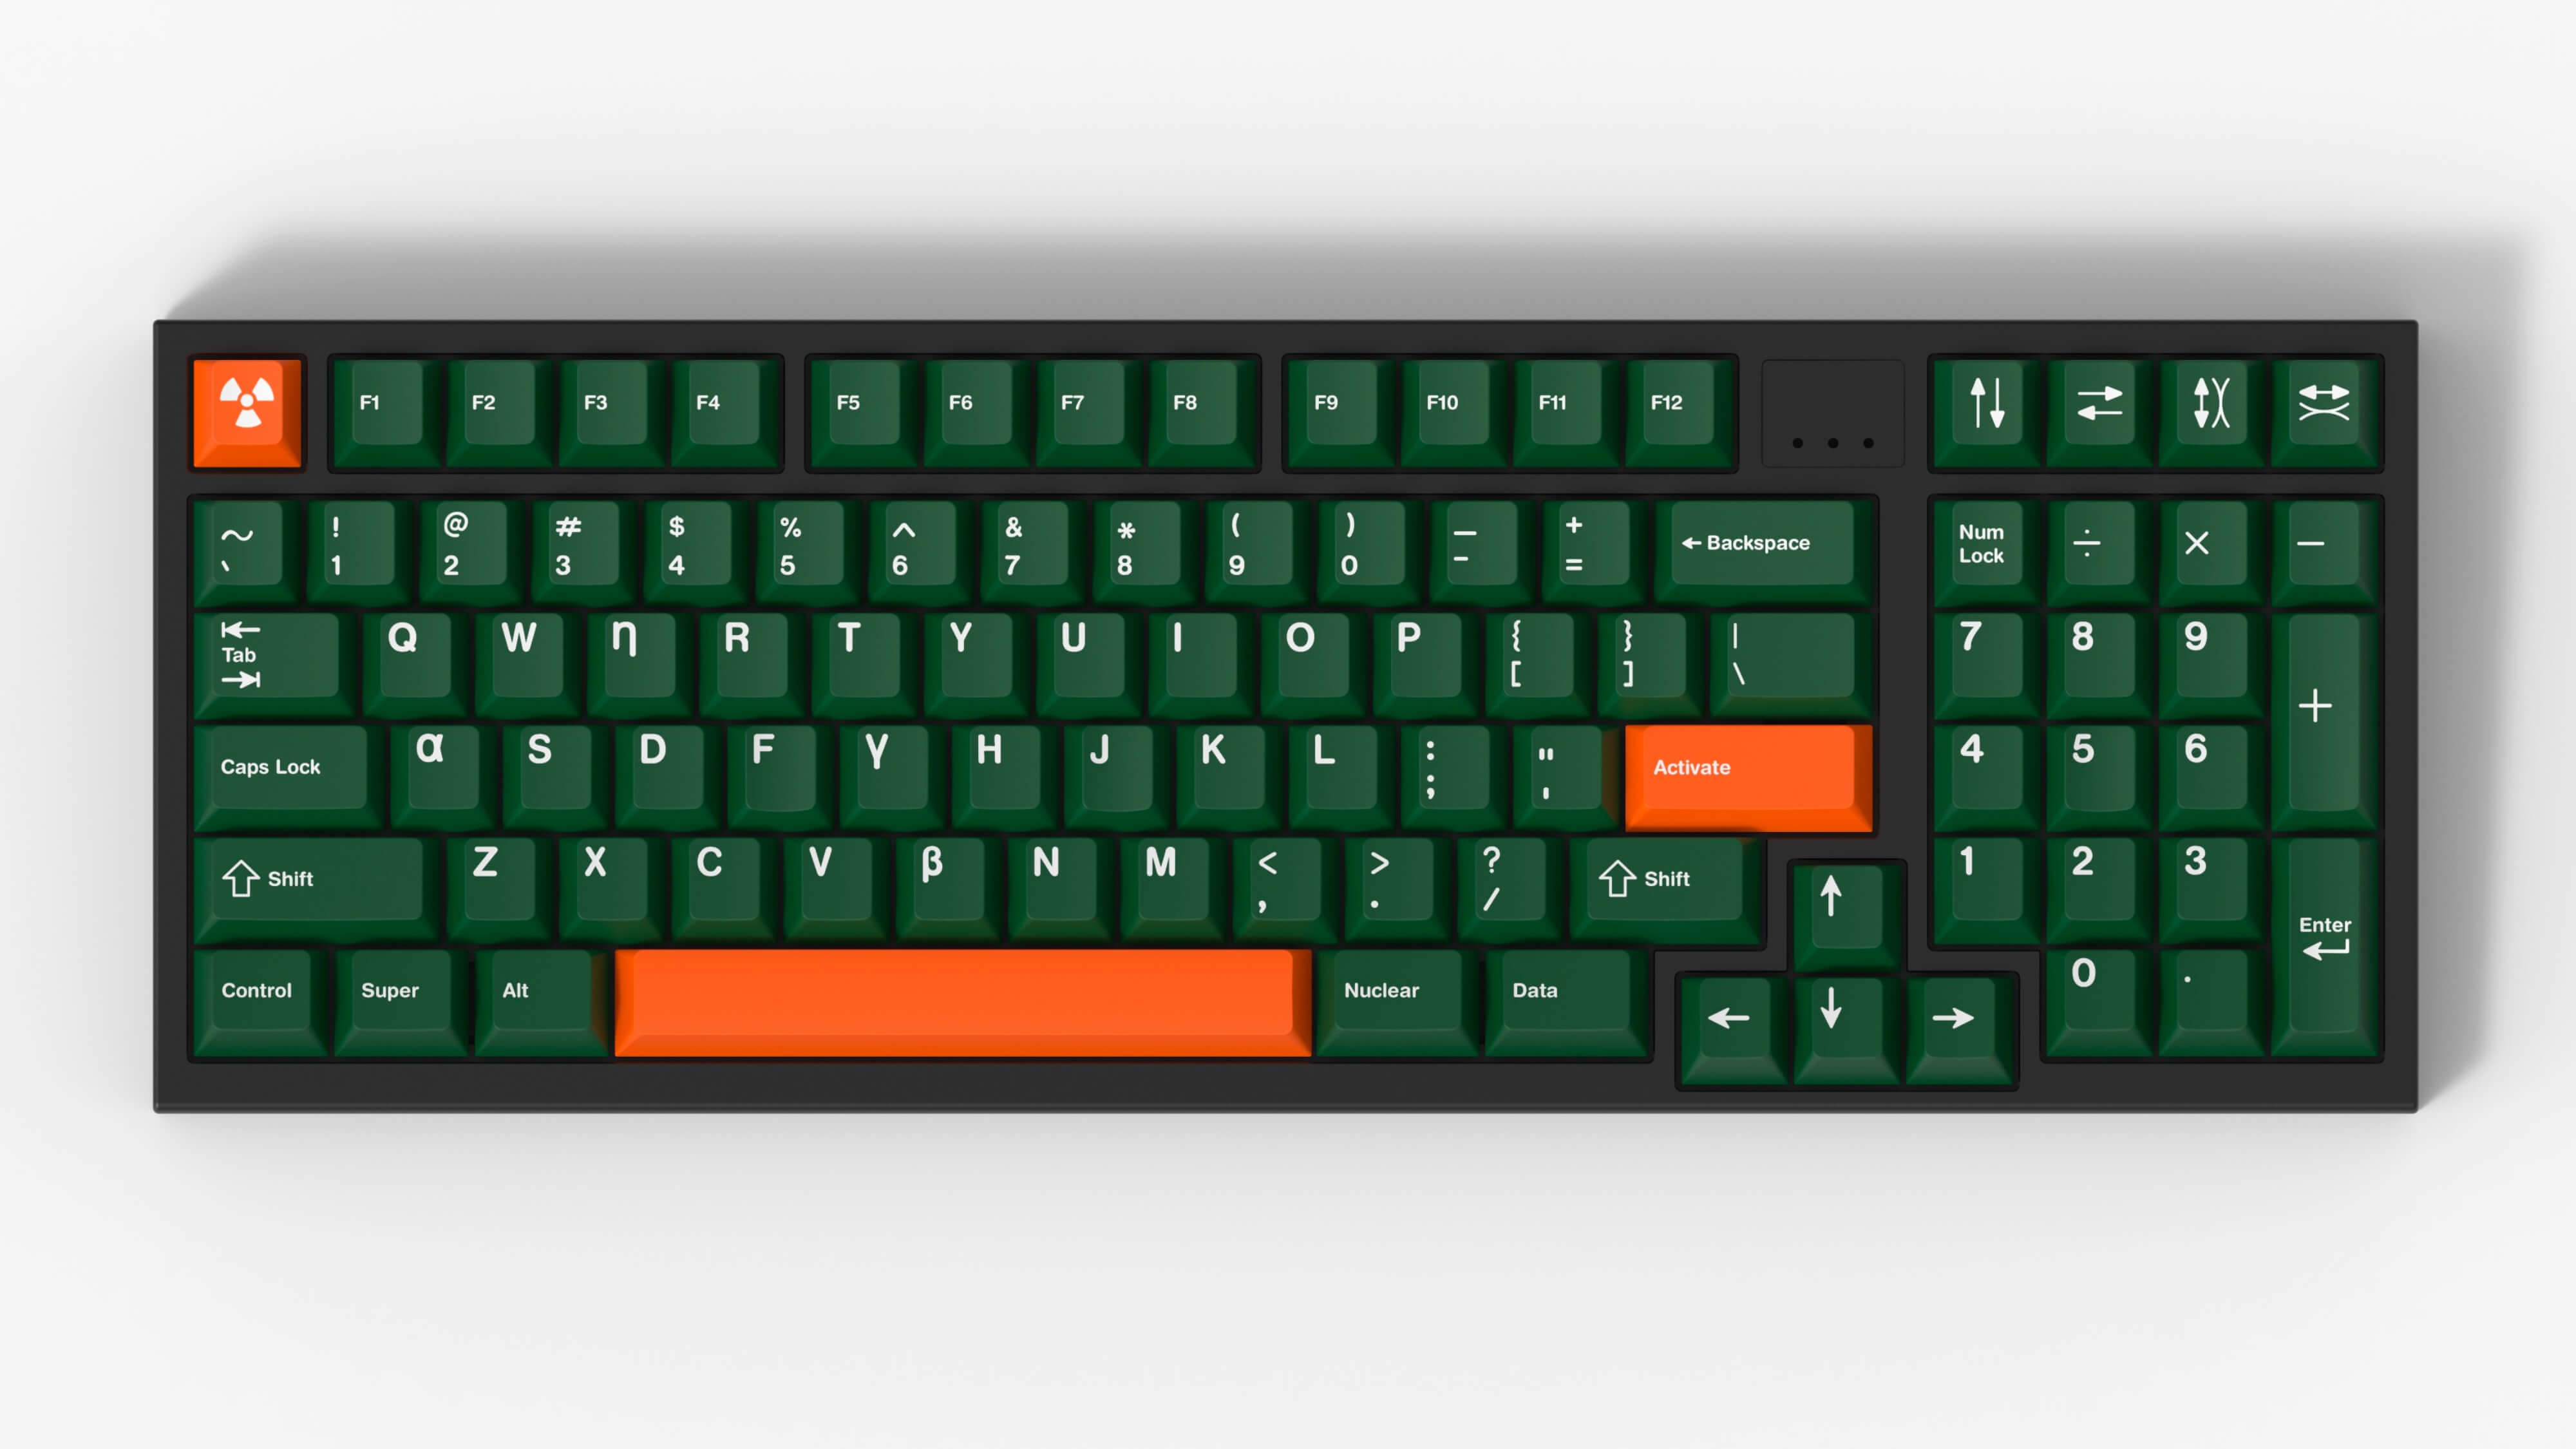 F1 F2 F3 F4 F5 F6 F7 F8 F9 F10 F11 F12 ↑↓ ⇄
~ ! @ # $ % ^ & * ( ) _ +
` 1 2 3 4 5 6 7 8 9 0 - = ← Backspace Num Lock ÷ × −
Tab Q W η R T Y U I O P { [ } ] | \ 7 8 9 +
Caps Lock α S D F γ H J K L : ; " ' Activate 4 5 6
⇧ Shift Z X C V β N M < , > . ? / ⇧ Shift ↑ 1 2 3 Enter
Control Super Alt Nuclear Data ← ↓ → 0 .